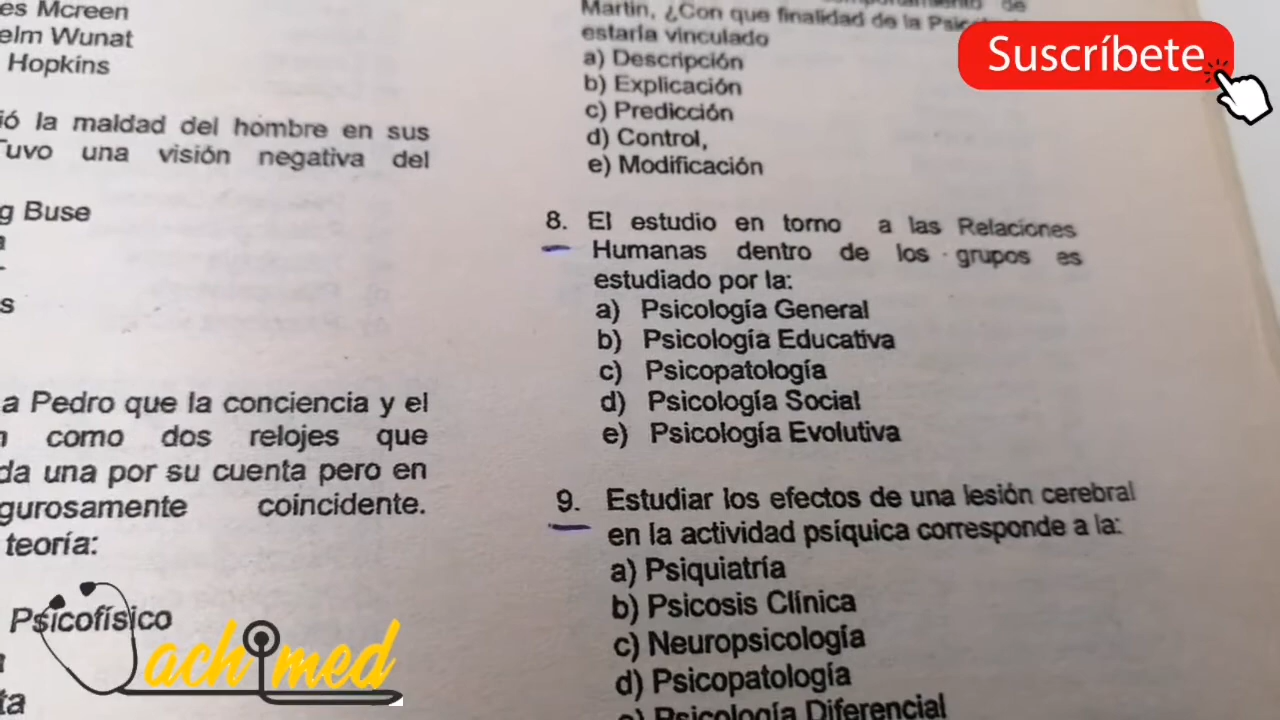 es Mcreen
elm Wunat
Hopkins
ió la maldad del hombre en sus
Tuvo una visión negativa del
g Buse
s
a Pedro que la conciencia y el
como dos relojes que
da una por su cuenta pero en
gurosamente coincidente.
teoría:
Psicofísico
ta
Martin, ¿Con que finalidad de la
estaría vinculado
a) Descripción
b) Explicación
c) Predicción
d) Control,
e) Modificación
8. El estudio en torno a las Relaciones
Humanas dentro de los grupos es
estudiado por la:
a) Psicología General
b) Psicología Educativa
c) Psicopatología
d) Psicología Social
e) Psicología Evolutiva
9. Estudiar los efectos de una lesión cerebral
en la actividad psíquica corresponde a la:
a) Psiquiatría
b) Psicosis Clínica
c) Neuropsicología
d) Psicopatología
e) Psicología Diferencial
Suscríbete
achimed